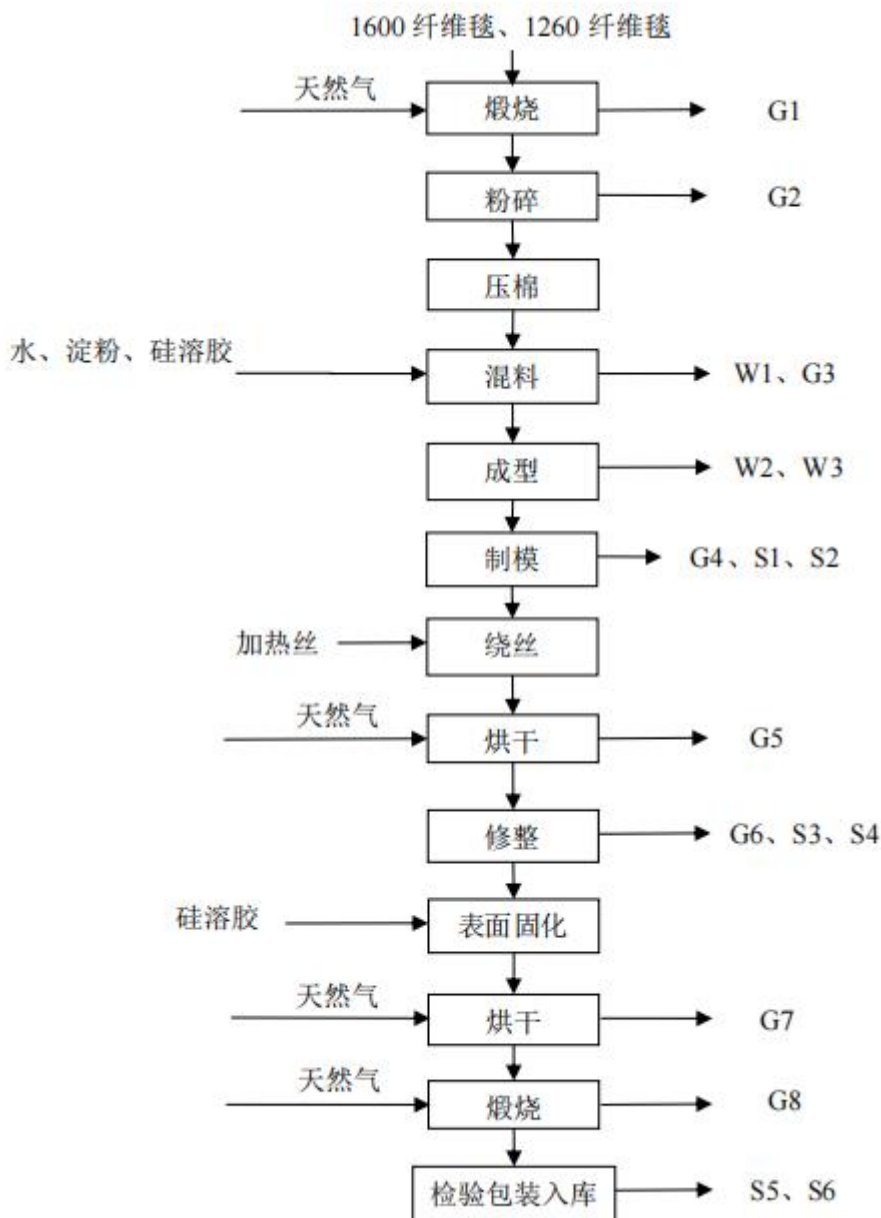 1600 纤维毯、1260 纤维毯
天然气
煅烧
G1
粉碎
G2
压棉
水、淀粉、硅溶胶
混料
W1、G3
成型
W2、W3
制模
G4、S1、S2
加热丝
绕丝
天然气
烘干
G5
修整
G6、S3、S4
硅溶胶
表面固化
天然气
烘干
G7
天然气
煅烧
G8
检验包装入库
S5、S6